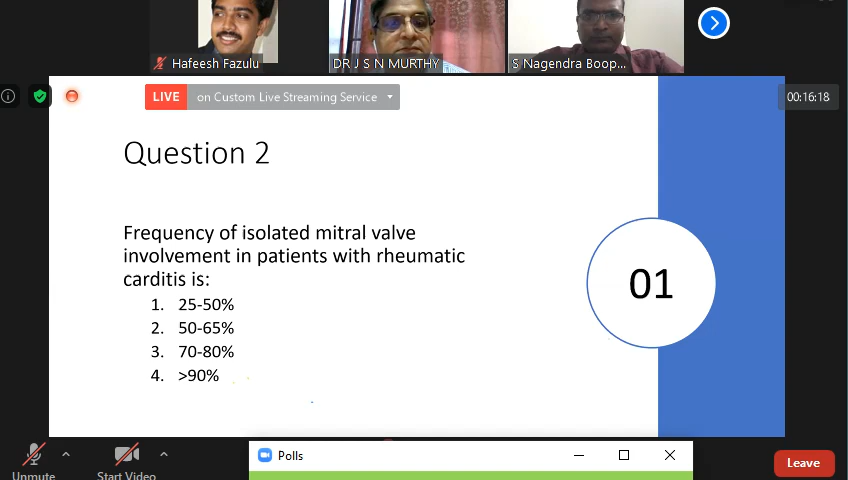 Hafeesh Fazulu
DR J S N MURTHY
S Nagendra Boop...
LIVE on Custom Live Streaming Service
00:16:18
Question 2
Frequency of isolated mitral valve
involvement in patients with rheumatic
carditis is:
1. 25-50%
2. 50-65%
3. 70-80%
4. >90%
01
Unmute
Start Video
Polls
Leave